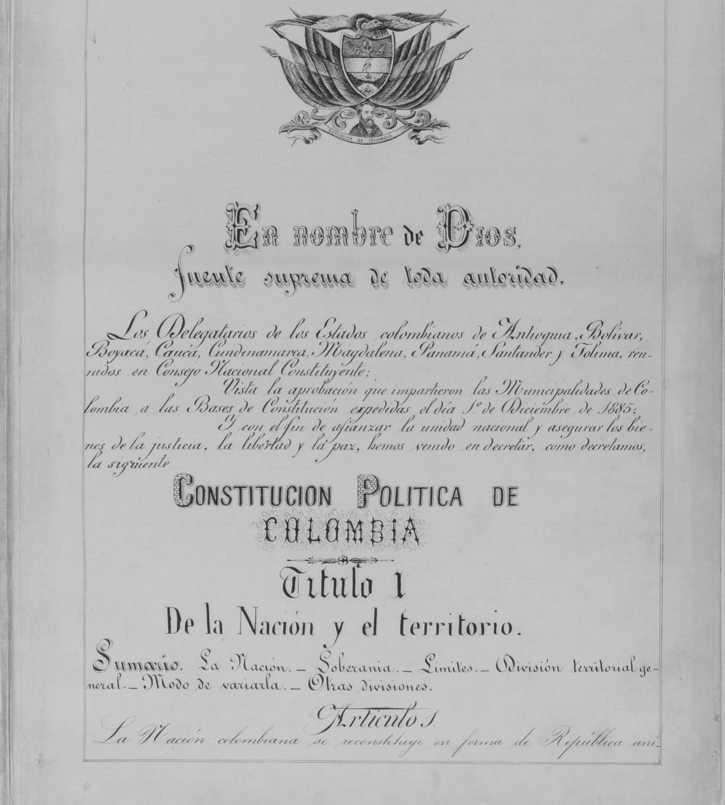 En nombre de Dios,
fuente suprema de toda autoridad,
Los Delegatarios de los Estados colombianos de Antioquia, Bolívar,
Boyacá, Cauca, Cundinamarca, Magdalena, Panamá, Santander y Tolima, reu-
nidos en Consejo Nacional Constituyente;
Vista la aprobación que impartieron las Municipalidades de Co-
lombia a las Bases de Constitución expedidas el día 1º de Diciembre de 1885;
Y con el fin de afianzar la unidad nacional y asegurar los bie-
nes de la justicia, la libertad y la paz, hemos venido en decretar, como decretamos,
la siguiente
CONSTITUCION POLITICA DE
COLOMBIA
Titulo I
De la Nación y el territorio.
Sumario. La Nación. – Soberanía. – Límites. – División territorial ge-
neral. – Modo de variarla. – Otras divisiones.
Artículo 1.
La Nación colombiana se reconstituye en forma de República uni-